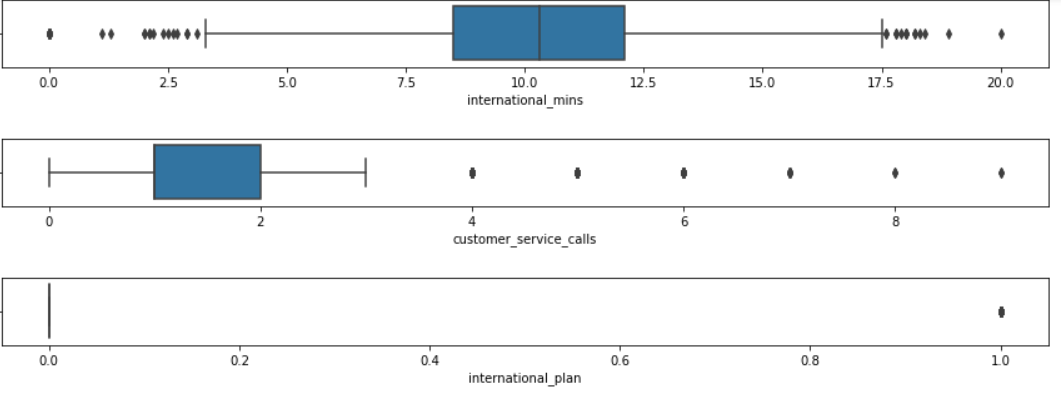 0.0 2.5 5.0 7.5 10.0 12.5 15.0 17.5 20.0
international_mins
0 2 4 6 8
customer_service_calls
0.0 0.2 0.4 0.6 0.8 1.0
international_plan